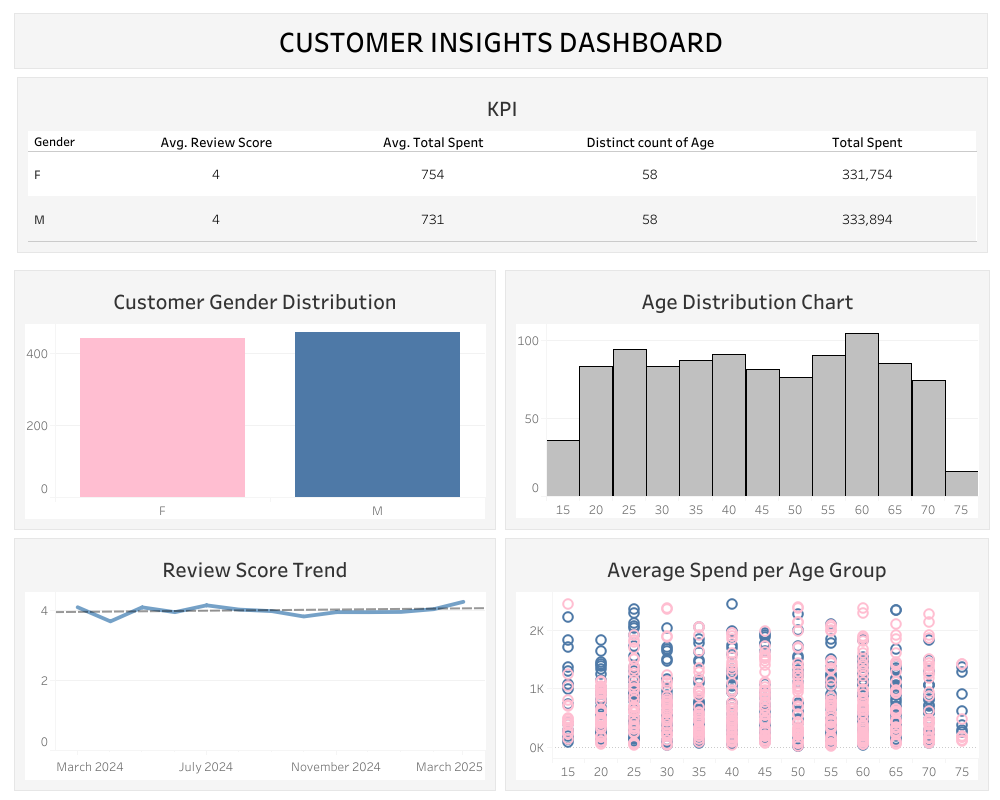 CUSTOMER INSIGHTS DASHBOARD
KPI
Gender Avg. Review Score Avg. Total Spent Distinct count of Age Total Spent
F 4 754 58 331,754
M 4 731 58 333,894
Customer Gender Distribution
400
200
0
F M
Age Distribution Chart
100
50
0
15 20 25 30 35 40 45 50 55 60 65 70 75
Review Score Trend
4
2
0
March 2024 July 2024 November 2024 March 2025
Average Spend per Age Group
2K
1K
0K
15 20 25 30 35 40 45 50 55 60 65 70 75